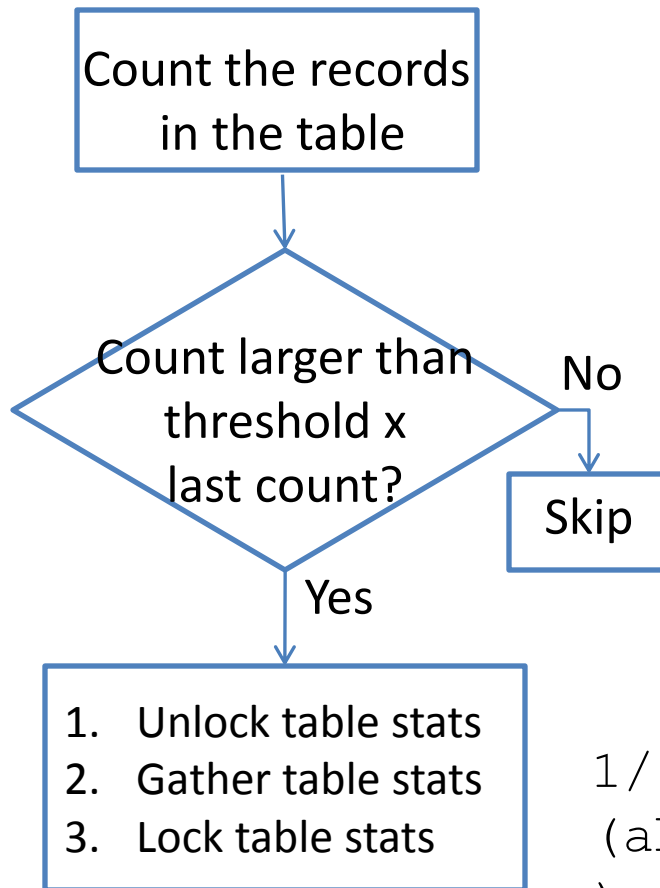 Count the records
in the table
Count larger than
threshold x
last count?
No
Skip
Yes
1. Unlock table stats
2. Gather table stats
3. Lock table stats
1/